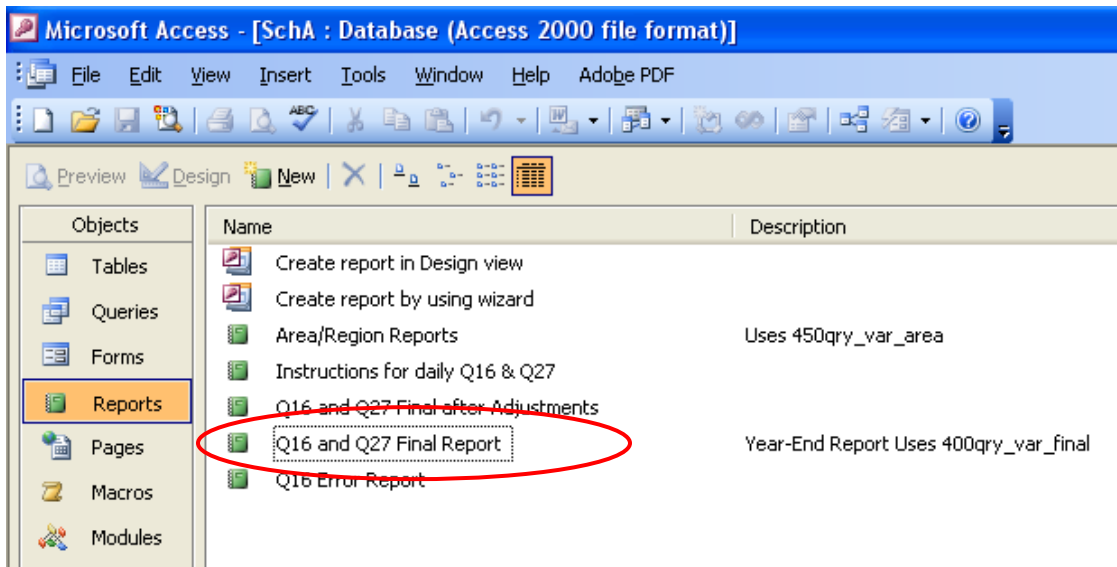 Microsoft Access - [SchA : Database (Access 2000 file format)]
File Edit View Insert Tools Window Help Adobe PDF
ABC
W
Preview Design New
Objects Name Description
Tables Create report in Design view
Queries Create report by using wizard
Area/Region Reports Uses 450qry_var_area
Forms Instructions for daily Q16 & Q27
Reports Q16 and Q27 Final after Adjustments
Pages Q16 and Q27 Final Report Year-End Report Uses 400qry_var_final
Macros Q16 Error Report
Modules